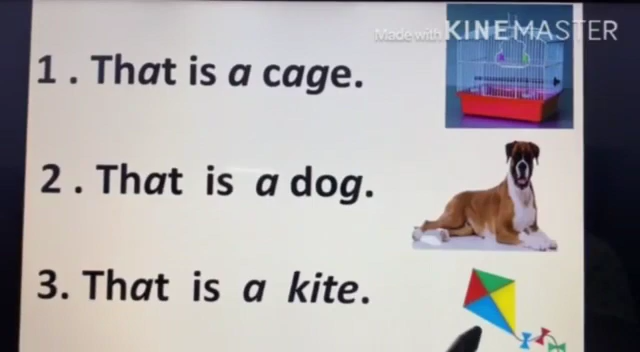 Made with KINEMASTER
1 . That is a cage.
2 . That is a dog.
3. That is a kite.